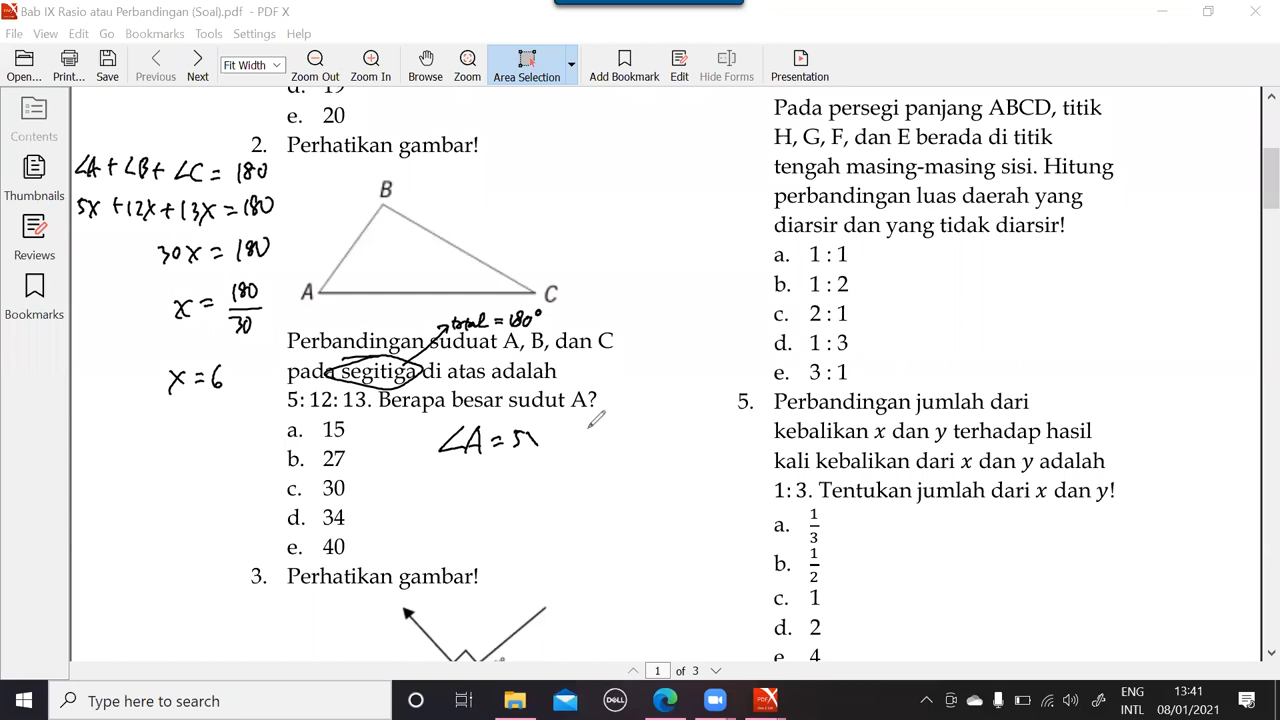 Bab IX Rasio atau Perbandingan (Soal).pdf - PDF X
File View Edit Go Bookmarks Tools Settings Help
Open... Print... Save Previous Next Fit Width Zoom Out Zoom In Browse Zoom Area Selection Add Bookmark Edit Hide Forms Presentation
Contents
Thumbnails
Reviews
Bookmarks
d. 19
e. 20
2. Perhatikan gambar!
∠A + ∠B + ∠C = 180
5x + 12x + 13x = 180
30x = 180
x = 180/30
x = 6
B
A
C
total = 180°
Perbandingan suduat A, B, dan C
pada segitiga di atas adalah
5: 12: 13. Berapa besar sudut A?
a. 15
b. 27
c. 30
d. 34
e. 40
∠A = 5
3. Perhatikan gambar!
Pada persegi panjang ABCD, titik
H, G, F, dan E berada di titik
tengah masing-masing sisi. Hitung
perbandingan luas daerah yang
diarsir dan yang tidak diarsir!
a. 1 : 1
b. 1 : 2
c. 2 : 1
d. 1 : 3
e. 3 : 1
5. Perbandingan jumlah dari
kebalikan x dan y terhadap hasil
kali kebalikan dari x dan y adalah
1: 3. Tentukan jumlah dari x dan y!
a. 1/3
b. 1/2
c. 1
d. 2
e. 4
1 of 3
Type here to search
DELL
ENG
INTL
13:41
08/01/2021